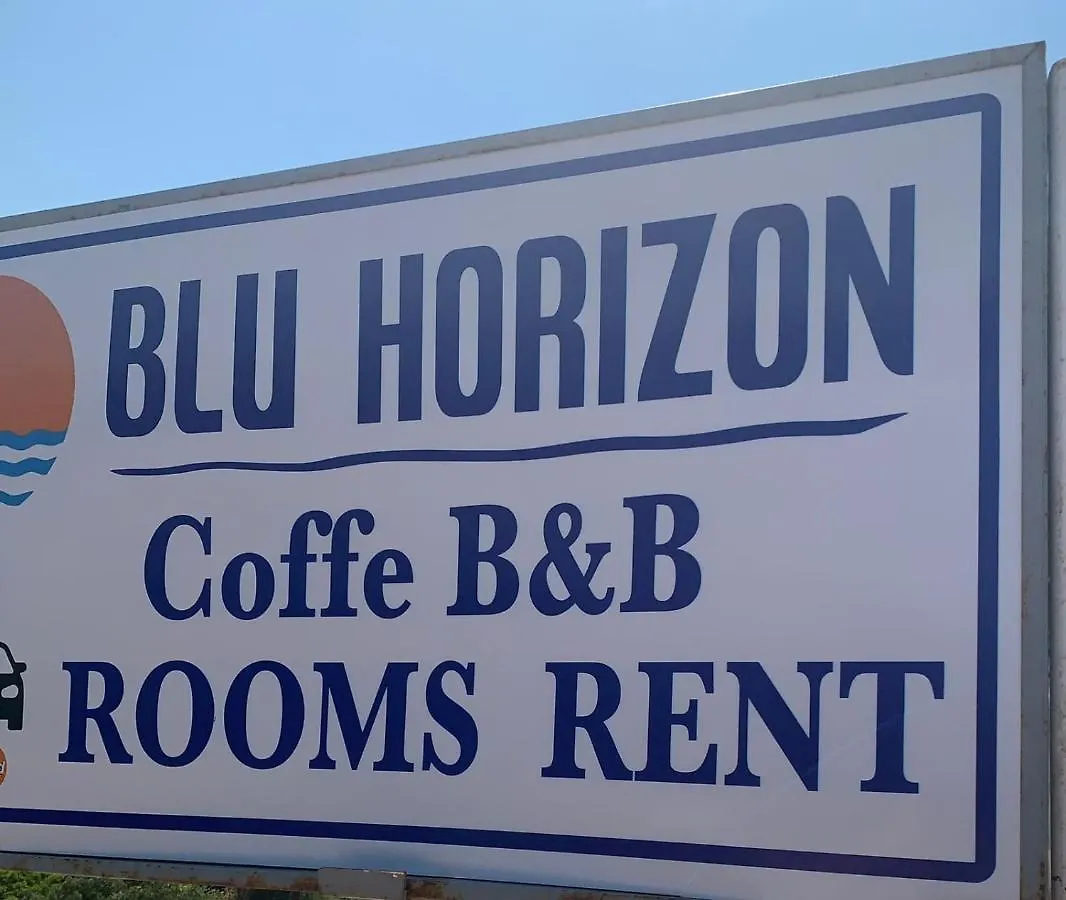 BLU HORIZON
Coffe B&B
ROOMS RENT